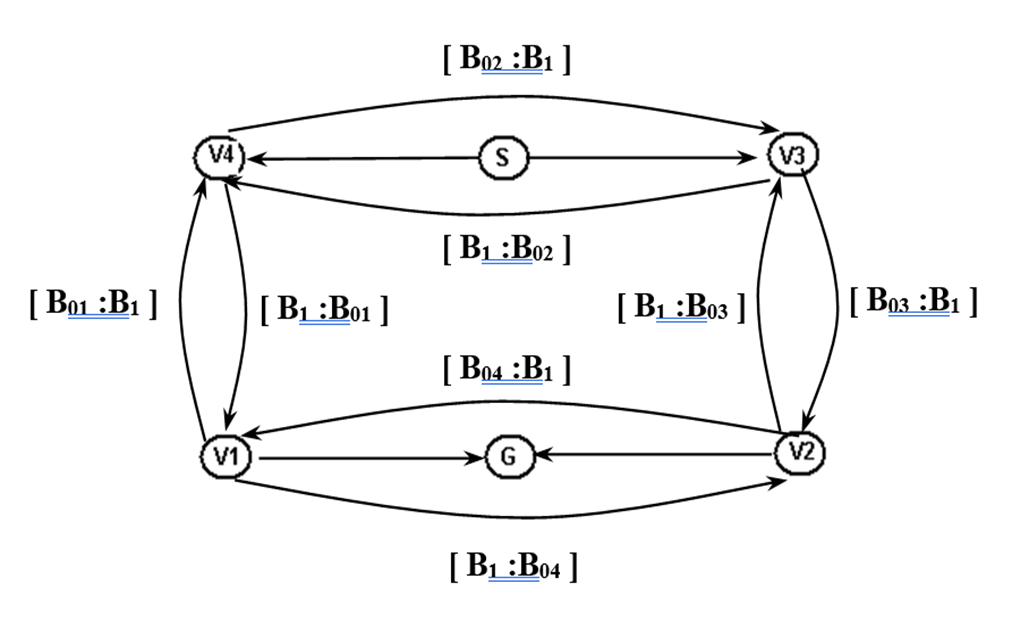 [ B₀₂ :B₁ ]
V4
S
V3
[ B₁ :B₀₂ ]
[ B₀₁ :B₁ ]
[ B₁ :B₀₁ ]
[ B₁ :B₀₃ ]
[ B₀₃ :B₁ ]
[ B₀₄ :B₁ ]
V1
G
V2
[ B₁ :B₀₄ ]